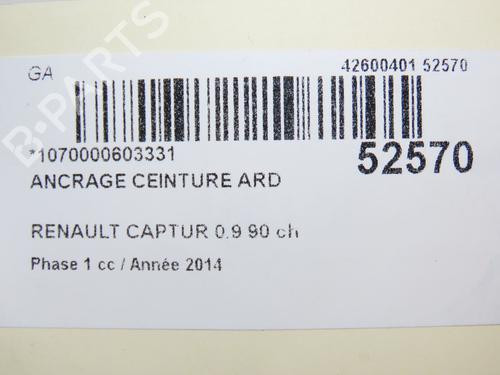 GA
42600401 52570
*1070000603331
52570
ANCRAGE CEINTURE ARD
RENAULT CAPTUR 0.9 90 ch
Phase 1 cc / Année 2014
B-PARTS